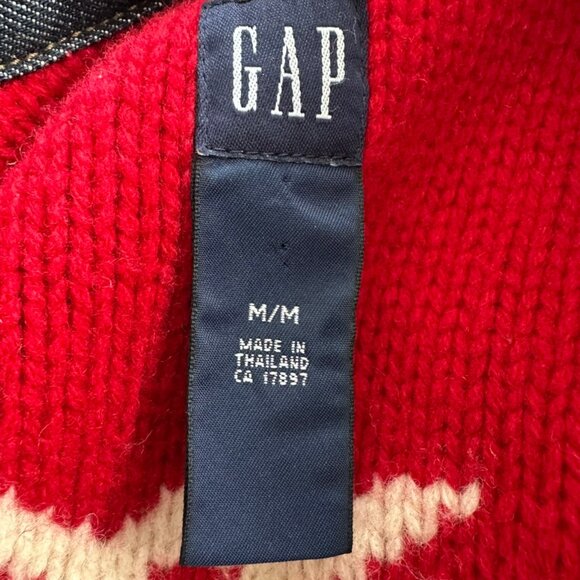 GAP
M/M
MADE IN
THAILAND
CA 17897